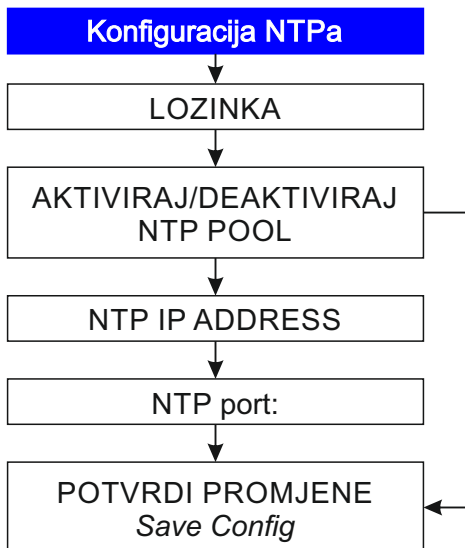 Konfiguracija NTPa
LOZINKA
AKTIVIRAJ/DEAKTIVIRAJ
NTP POOL
NTP IP ADDRESS
NTP port:
POTVRDI PROMJENE
Save Config